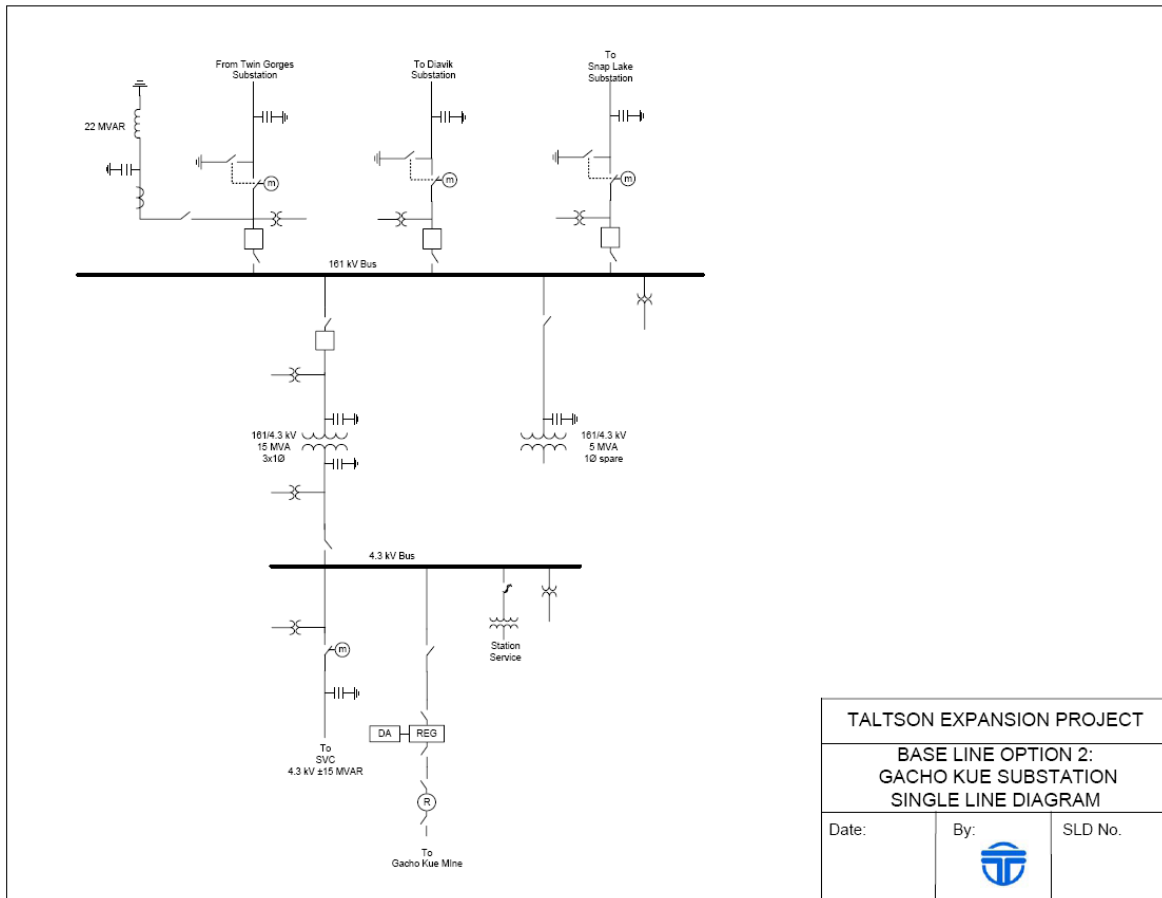 From Twin Gorges
Substation
To Diavik
Substation
To
Snap Lake
Substation
22 MVAR
m
m
m
161 kV Bus
161/4.3 kV
15 MVA
3x1Ø
161/4.3 kV
5 MVA
1Ø spare
4.3 kV Bus
m
Station
Service
DA
REG
To
SVC
4.3 kV ±15 MVAR
R
To
Gacho Kue Mine
TALTSON EXPANSION PROJECT
BASE LINE OPTION 2:
GACHO KUE SUBSTATION
SINGLE LINE DIAGRAM
Date:
By:
SLD No.